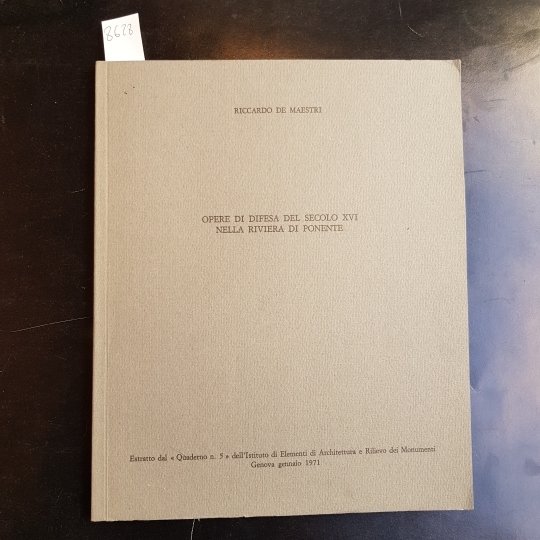 8628
RICCARDO DE MAESTRI
OPERE DI DIFESA DEL SECOLO XVI
NELLA RIVIERA DI PONENTE
Estratto dal « Quaderno n. 5 » dell'Istituto di Elementi di Architettura e Rilievo dei Monumenti
Genova gennaio 1971